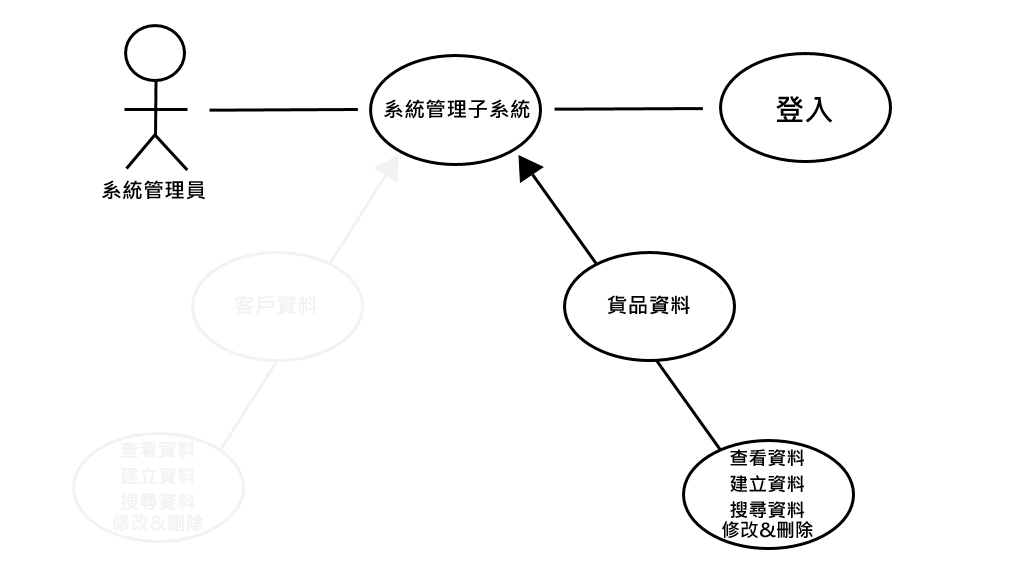 系統管理子系統
登入
系統管理員
客戶資料
貨品資料
查看資料
建立資料
搜尋資料
修改&刪除
查看資料
建立資料
搜尋資料
修改&刪除